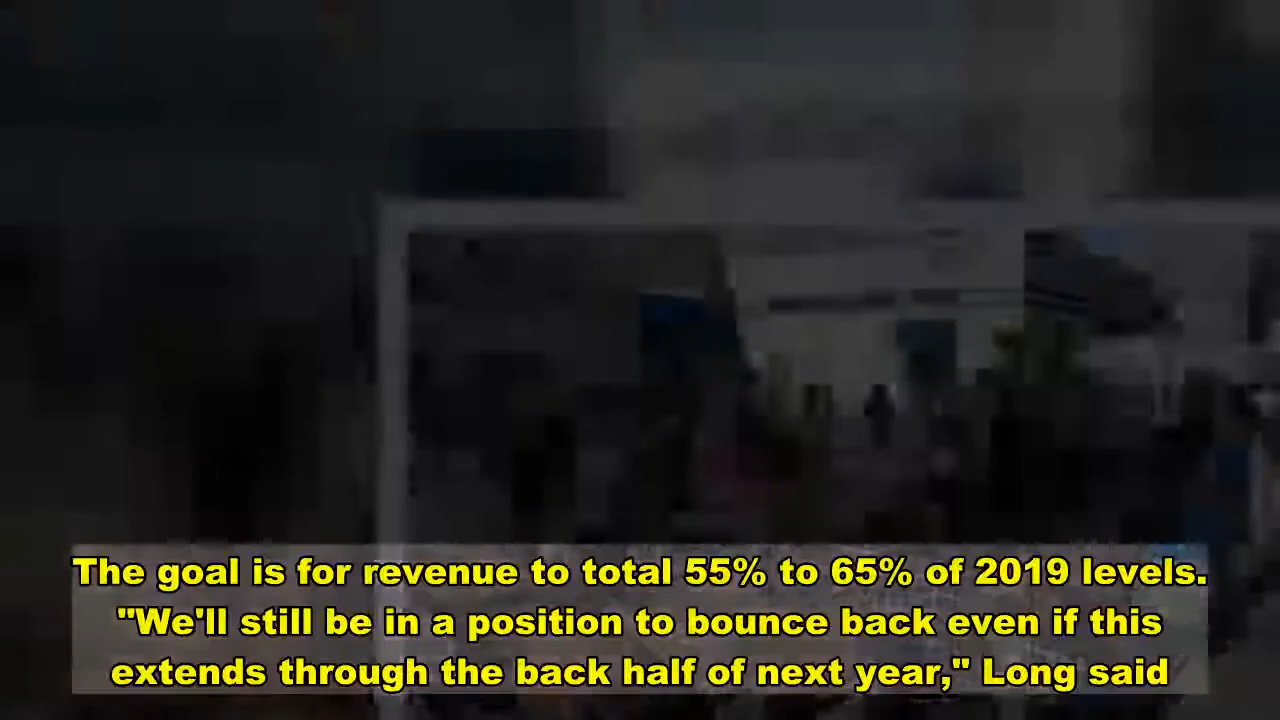 The goal is for revenue to total 55% to 65% of 2019 levels.
"We'll still be in a position to bounce back even if this
extends through the back half of next year," Long said